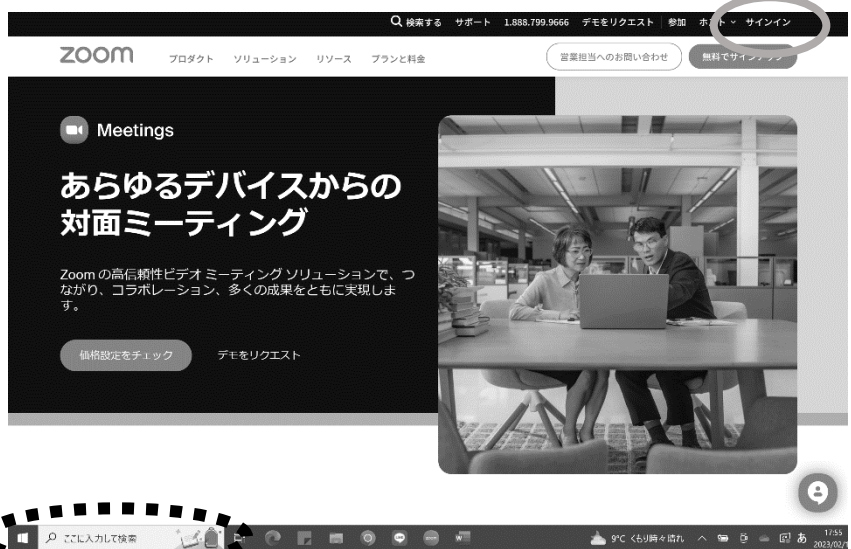 検索する サポート 1.888.799.9666 デモをリクエスト 参加 ホスト サインイン
zoom プロダクト ソリューション リソース プランと料金 営業担当へのお問い合わせ 無料でサインアップ
Meetings
あらゆるデバイスからの
対面ミーティング
Zoom の高信頼性ビデオ ミーティング ソリューションで、つ
ながり、コラボレーション、多くの成果をともに実現しま
す。
価格設定をチェック デモをリクエスト
ここに入力して検索 9°C くもり時々晴れ あ 17:55